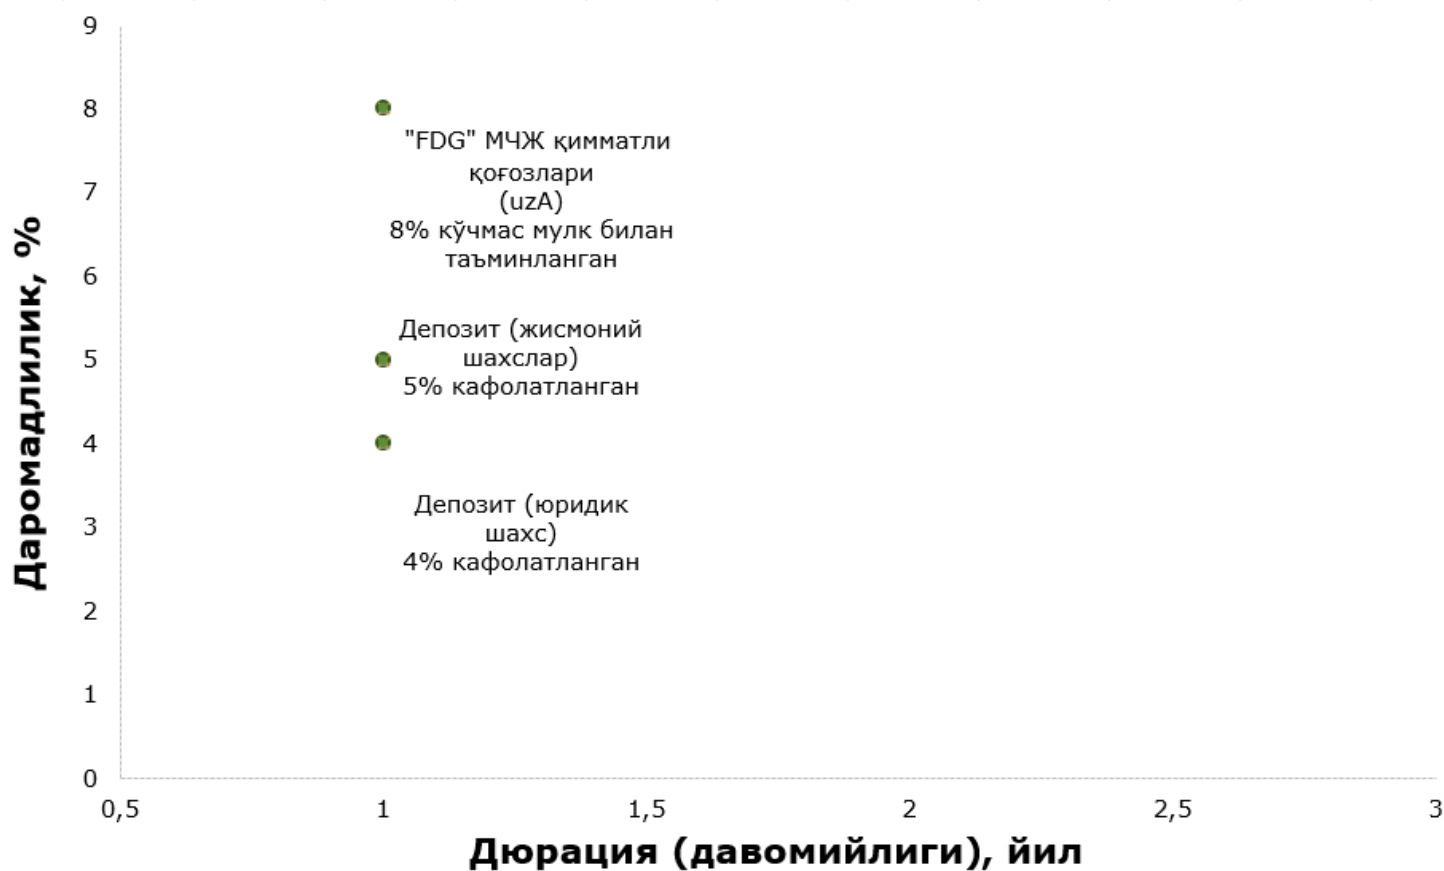 9
8
"FDG" МЧЖ қимматли
қоғозлари
(uzA)
8% кўчмас мулк билан
таъминланган
7
6
Депозит (жисмоний
шахслар)
5% кафолатланган
5
4
Депозит (юридик
шахс)
4% кафолатланган
3
2
1
0
Даромадлилик, %
0,5 1 1,5 2 2,5 3
Дюрация (давомийлиги), йил